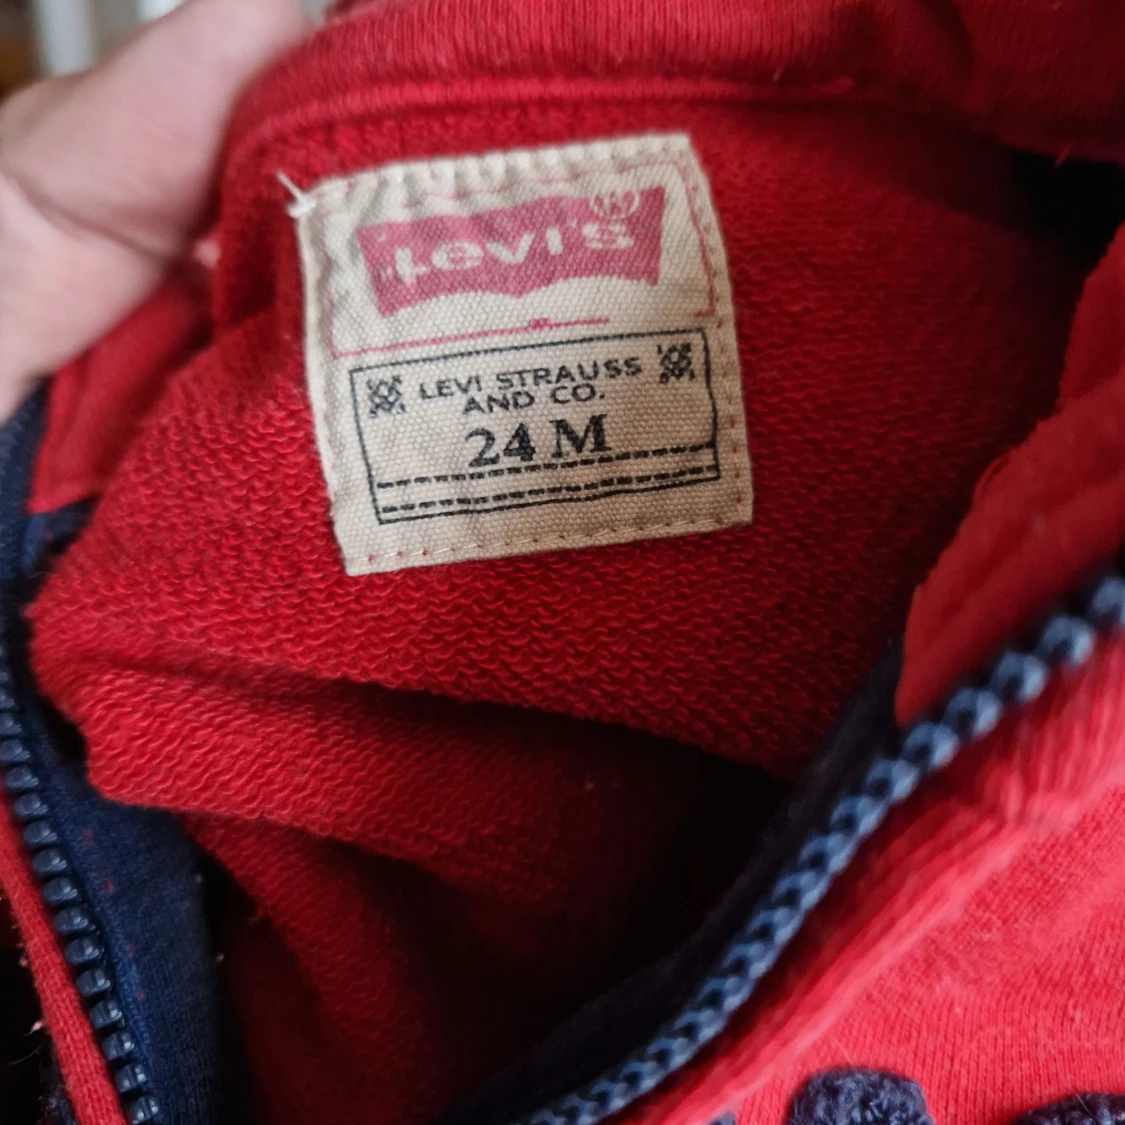 Levi's ®
LEVI STRAUSS
AND CO.
24 M